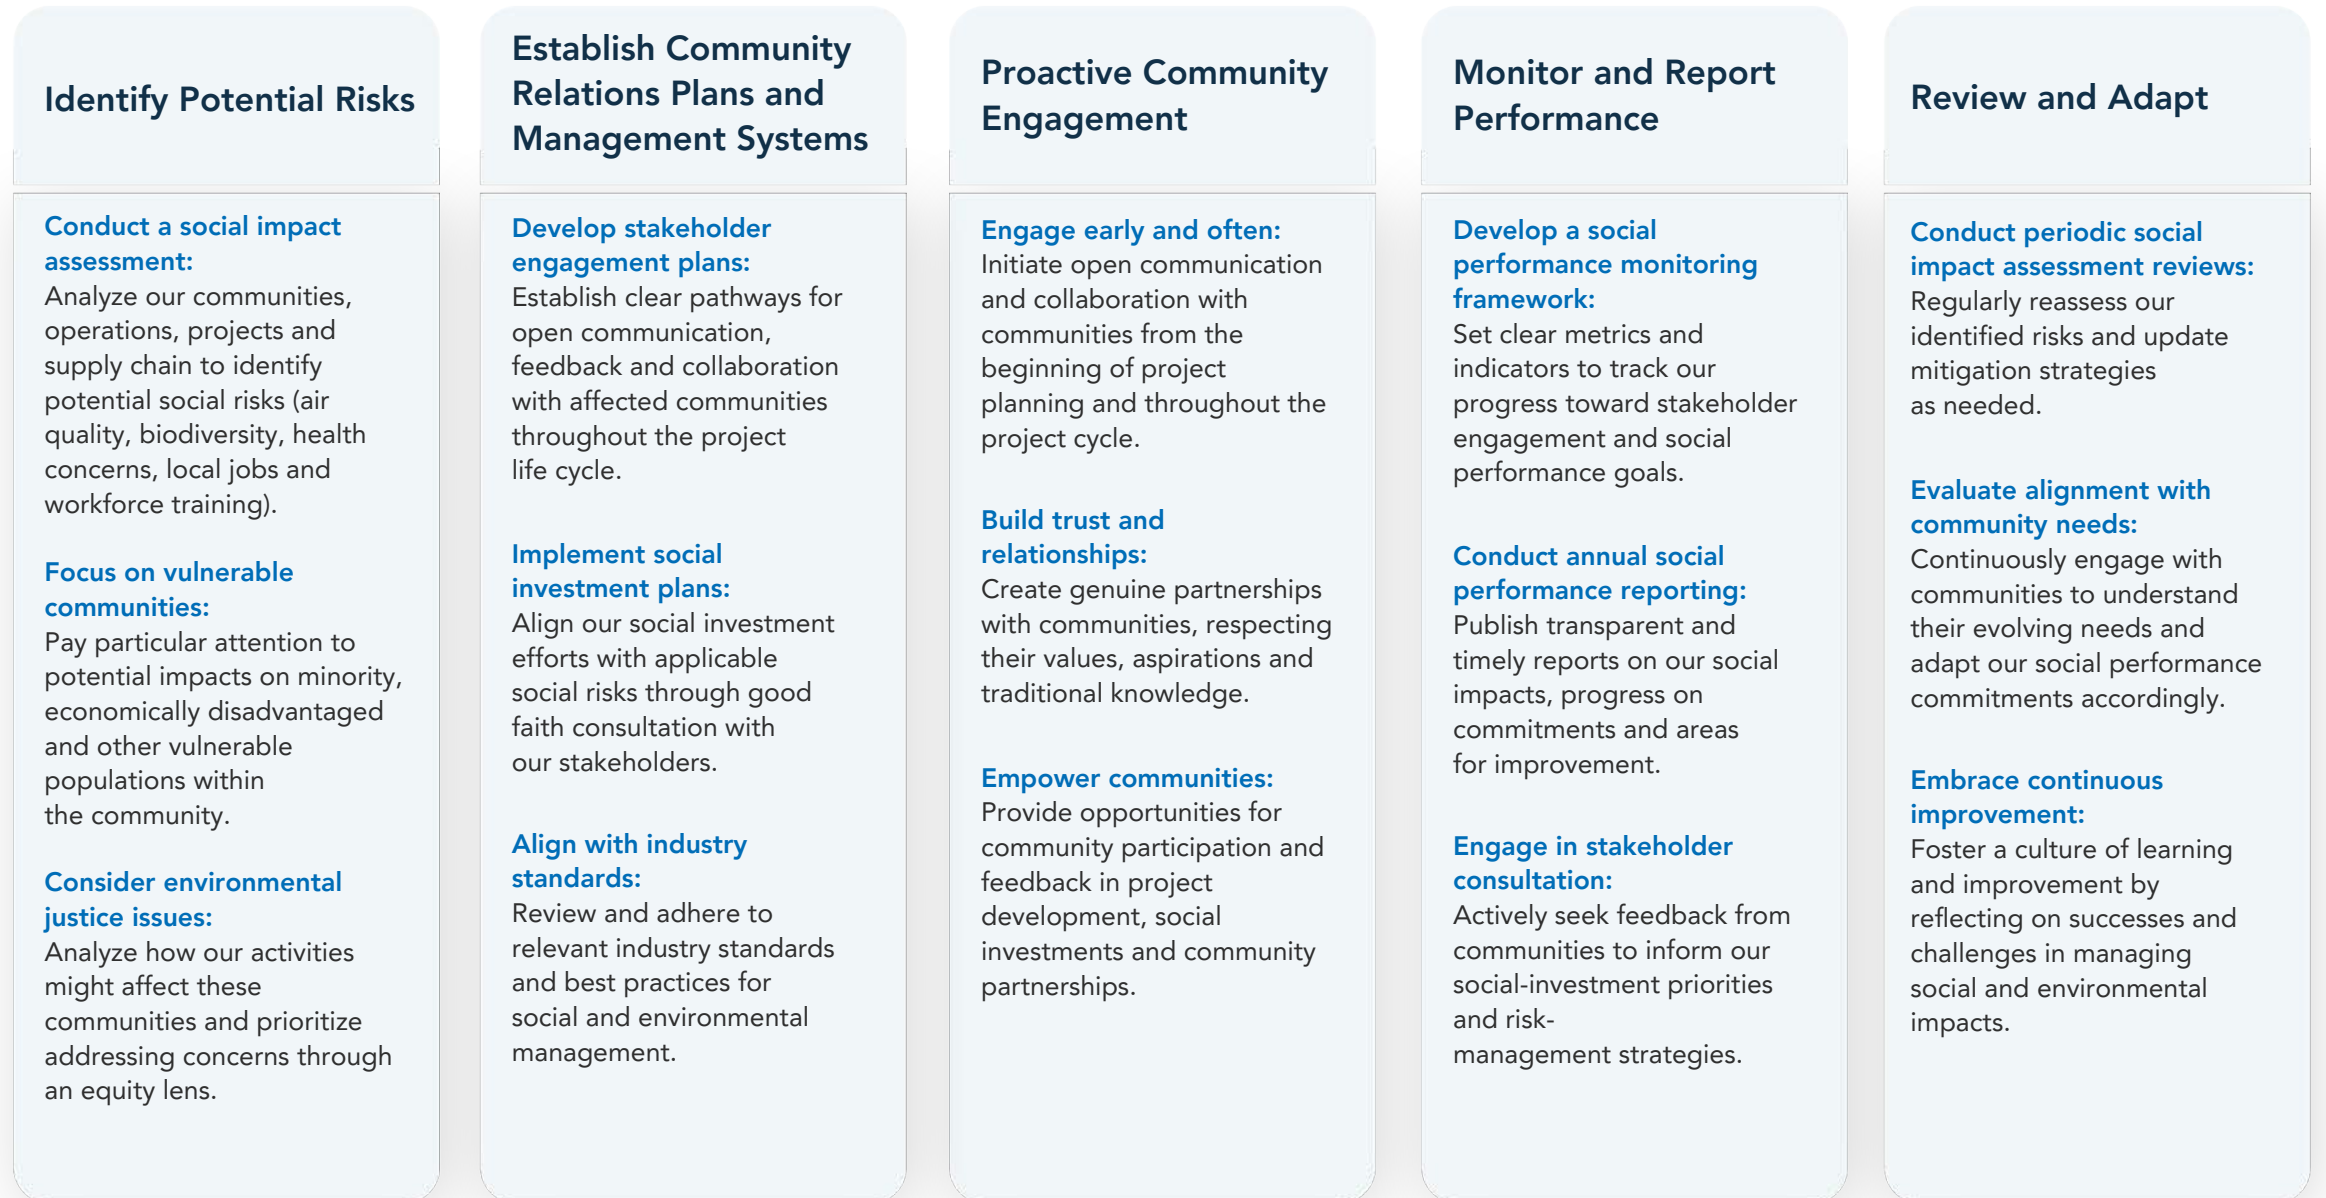 Identify Potential Risks
Conduct a social impact
assessment:
Analyze our communities,
operations, projects and
supply chain to identify
potential social risks (air
quality, biodiversity, health
concerns, local jobs and
workforce training).
Focus on vulnerable
communities:
Pay particular attention to
potential impacts on minority,
economically disadvantaged
and other vulnerable
populations within
the community.
Consider environmental
justice issues:
Analyze how our activities
might affect these
communities and prioritize
addressing concerns through
an equity lens.
Establish Community
Relations Plans and
Management Systems
Develop stakeholder
engagement plans:
Establish clear pathways for
open communication,
feedback and collaboration
with affected communities
throughout the project
life cycle.
Implement social
investment plans:
Align our social investment
efforts with applicable
social risks through good
faith consultation with
our stakeholders.
Align with industry
standards:
Review and adhere to
relevant industry standards
and best practices for
social and environmental
management.
Proactive Community
Engagement
Engage early and often:
Initiate open communication
and collaboration with
communities from the
beginning of project
planning and throughout the
project cycle.
Build trust and
relationships:
Create genuine partnerships
with communities, respecting
their values, aspirations and
traditional knowledge.
Empower communities:
Provide opportunities for
community participation and
feedback in project
development, social
investments and community
partnerships.
Monitor and Report
Performance
Develop a social
performance monitoring
framework:
Set clear metrics and
indicators to track our
progress toward stakeholder
engagement and social
performance goals.
Conduct annual social
performance reporting:
Publish transparent and
timely reports on our social
impacts, progress on
commitments and areas
for improvement.
Engage in stakeholder
consultation:
Actively seek feedback from
communities to inform our
social-investment priorities
and risk-
management strategies.
Review and Adapt
Conduct periodic social
impact assessment reviews:
Regularly reassess our
identified risks and update
mitigation strategies
as needed.
Evaluate alignment with
community needs:
Continuously engage with
communities to understand
their evolving needs and
adapt our social performance
commitments accordingly.
Embrace continuous
improvement:
Foster a culture of learning
and improvement by
reflecting on successes and
challenges in managing
social and environmental
impacts.